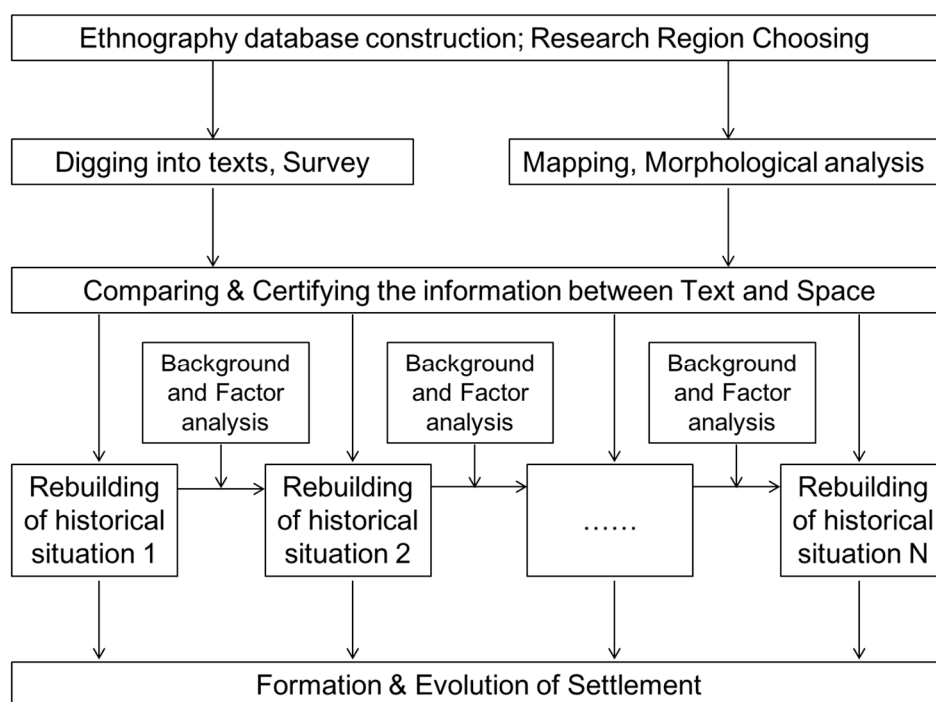 Ethnography database construction; Research Region Choosing
Digging into texts, Survey
Mapping, Morphological analysis
Comparing & Certifying the information between Text and Space
Background
and Factor
analysis
Background
and Factor
analysis
Background
and Factor
analysis
Rebuilding
of historical
situation 1
Rebuilding
of historical
situation 2
……
Rebuilding
of historical
situation N
Formation & Evolution of Settlement